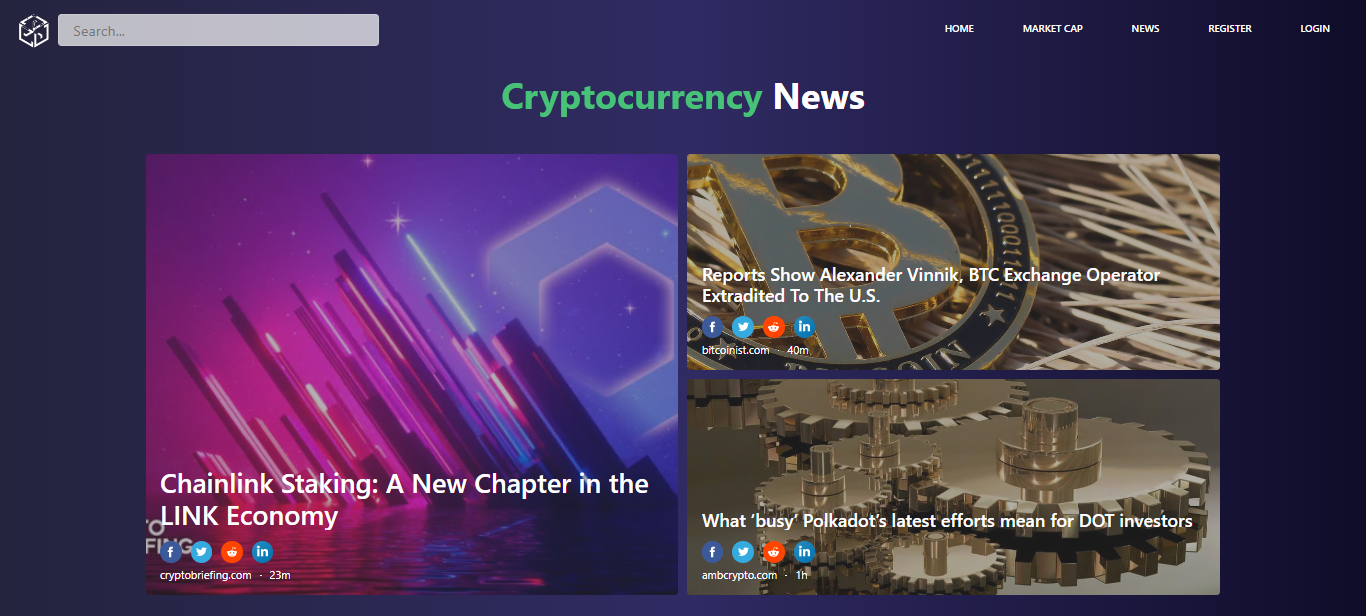 Search...
HOME
MARKET CAP
NEWS
REGISTER
LOGIN
Cryptocurrency News
Chainlink Staking: A New Chapter in the
LINK Economy
TO
FING
cryptobriefing.com · 23m
Reports Show Alexander Vinnik, BTC Exchange Operator
Extradited To The U.S.
bitcoinist.com · 40m
What ‘busy’ Polkadot’s latest efforts mean for DOT investors
ambcrypto.com · 1h